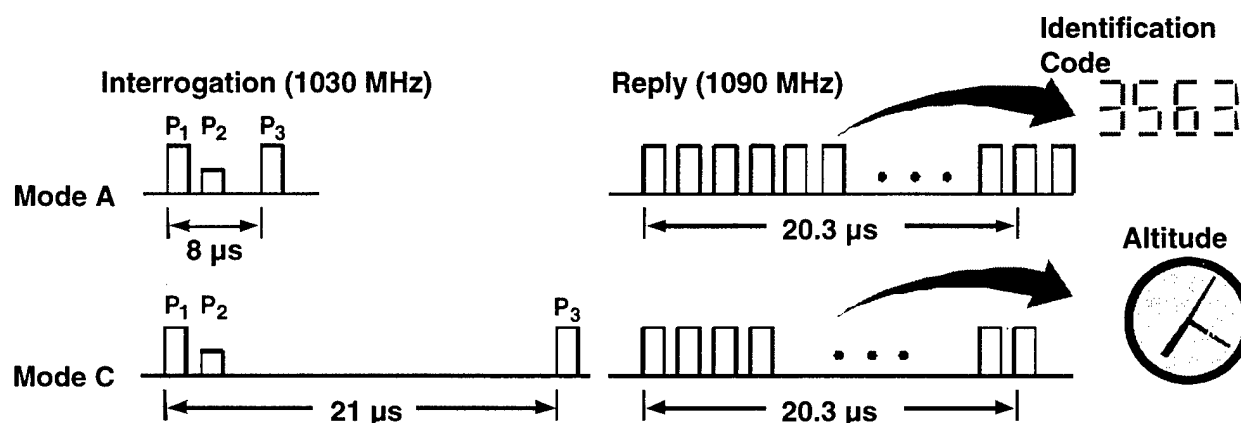 Identification
Code
Interrogation (1030 MHz)
Reply (1090 MHz)
3563
P1 P2 P3
Mode A
8 µs
20.3 µs
Altitude
P1 P2 P3
Mode C
21 µs
20.3 µs